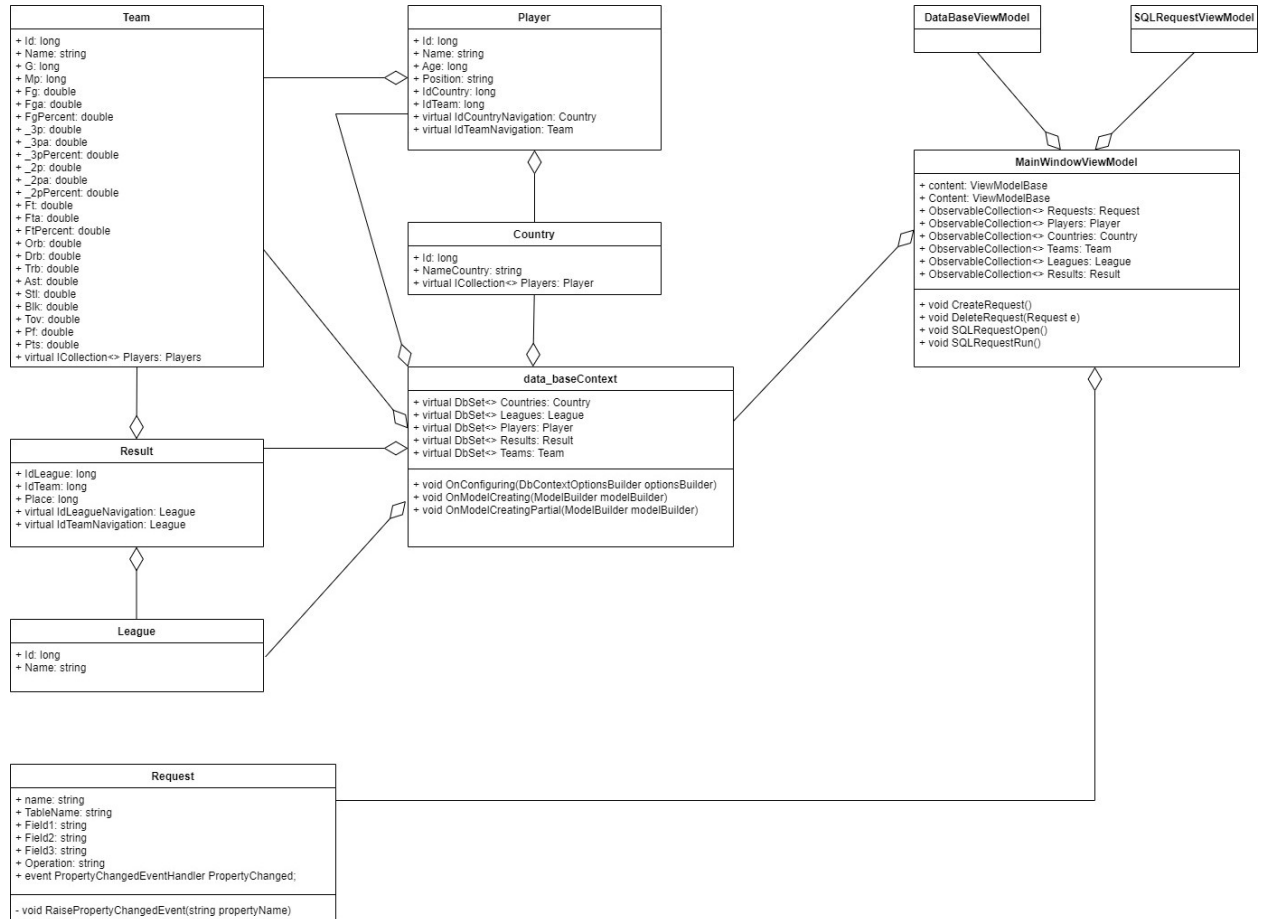 Team
+ Id: long
+ Name: string
+ G: long
+ Mp: long
+ Fg: double
+ Fga: double
+ FgPercent: double
+ _3p: double
+ _3pa: double
+ _3pPercent: double
+ _2p: double
+ _2pa: double
+ _2pPercent: double
+ Ft: double
+ Fta: double
+ FtPercent: double
+ Orb: double
+ Drb: double
+ Trb: double
+ Ast: double
+ Stl: double
+ Blk: double
+ Tov: double
+ Pf: double
+ Pts: double
+ virtual ICollection<> Players: Players
Player
+ Id: long
+ Name: string
+ Age: long
+ Position: string
+ IdCountry: long
+ IdTeam: long
+ virtual IdCountryNavigation: Country
+ virtual IdTeamNavigation: Team
DataBaseViewModel
SQLRequestViewModel
MainWindowViewModel
+ content: ViewModelBase
+ Content: ViewModelBase
+ ObservableCollection<> Requests: Request
+ ObservableCollection<> Players: Player
+ ObservableCollection<> Countries: Country
+ ObservableCollection<> Teams: Team
+ ObservableCollection<> Leagues: League
+ ObservableCollection<> Results: Result
+ void CreateRequest()
+ void DeleteRequest(Request e)
+ void SQLRequestOpen()
+ void SQLRequestRun()
Country
+ Id: long
+ NameCountry: string
+ virtual ICollection<> Players: Player
data_baseContext
+ virtual DbSet<> Countries: Country
+ virtual DbSet<> Leagues: League
+ virtual DbSet<> Players: Player
+ virtual DbSet<> Results: Result
+ virtual DbSet<> Teams: Team
+ void OnConfiguring(DbContextOptionsBuilder optionsBuilder)
+ void OnModelCreating(ModelBuilder modelBuilder)
+ void OnModelCreatingPartial(ModelBuilder modelBuilder)
Result
+ IdLeague: long
+ IdTeam: long
+ Place: long
+ virtual IdLeagueNavigation: League
+ virtual IdTeamNavigation: League
League
+ Id: long
+ Name: string
Request
+ name: string
+ TableName: string
+ Field1: string
+ Field2: string
+ Field3: string
+ Operation: string
+ event PropertyChangedEventHandler PropertyChanged;
- void RaisePropertyChangedEvent(string propertyName)